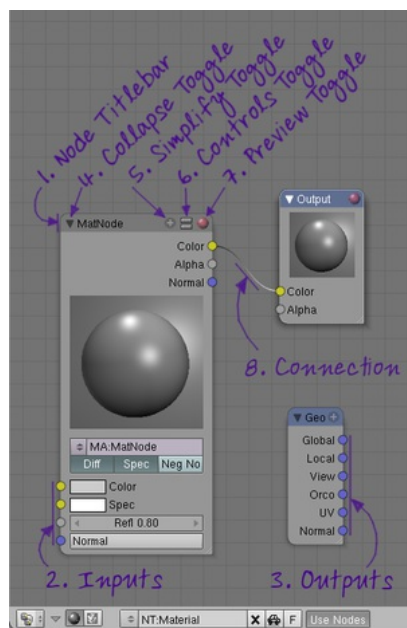 1. Node Titlebar
4. Collapse Toggle
5. Simplify Toggle
6. Controls Toggle
7. Preview Toggle
MatNode
Color
Alpha
Normal
Output
Color
Alpha
8. Connection
MA:MatNode
Diff Spec Neg No
Color
Spec
Refl 0.80
Normal
2. Inputs
Geo
Global
Local
View
Orco
UV
Normal
3. Outputs
NT:Material X F Use Nodes